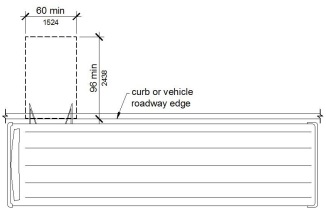 60 min
1524
96 min
2438
curb or vehicle
roadway edge